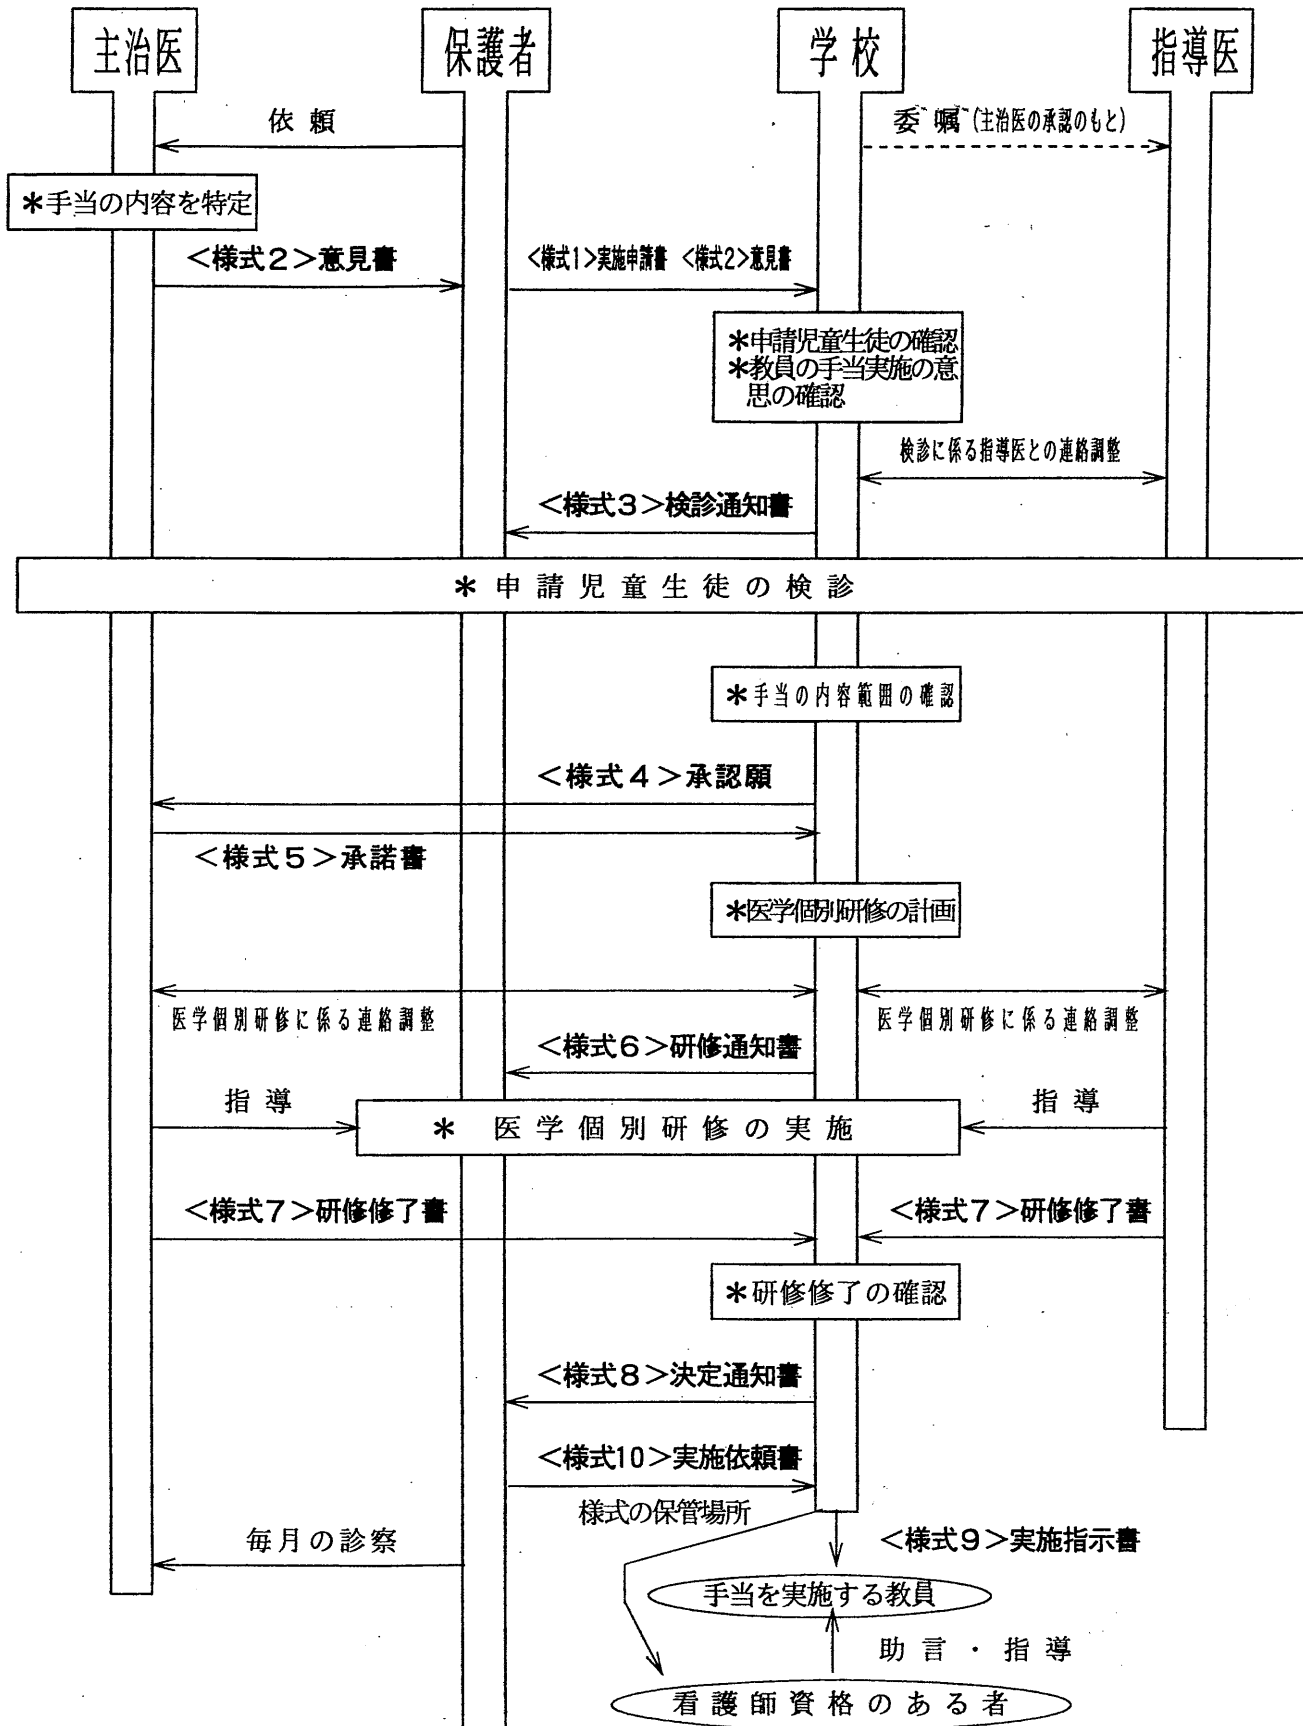 主治医
保護者
学校
指導医
依頼
委嘱(主治医の承認のもと)
*手当の内容を特定
<様式2>意見書
<様式1>実施申請書 <様式2>意見書
*申請児童生徒の確認
*教員の手当実施の意
思の確認
検診に係る指導医との連絡調整
<様式3>検診通知書
*申請児童生徒の検診
*手当の内容範囲の確認
<様式4>承認願
<様式5>承諾書
*医学個別研修の計画
医学個別研修に係る連絡調整
医学個別研修に係る連絡調整
<様式6>研修通知書
指導
指導
* 医学個別研修の実施
<様式7>研修修了書
<様式7>研修修了書
*研修修了の確認
<様式8>決定通知書
<様式10>実施依頼書
様式の保管場所
毎月の診察
<様式9>実施指示書
手当を実施する教員
助言・指導
看護師資格のある者